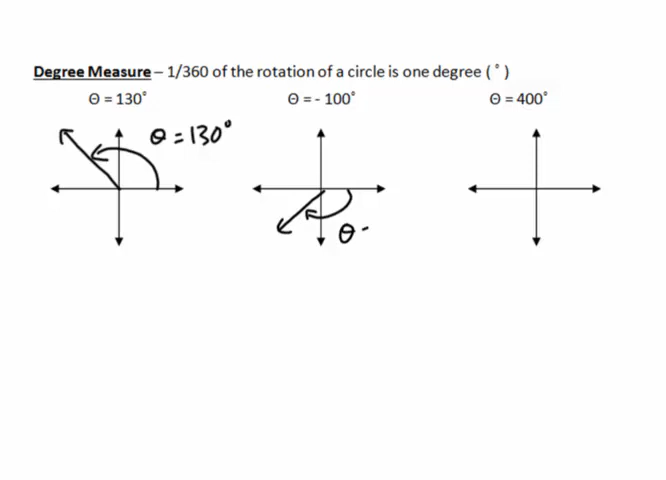 Degree Measure – 1/360 of the rotation of a circle is one degree ( ° )
Θ = 130° Θ = - 100° Θ = 400°
θ = 130°
θ -